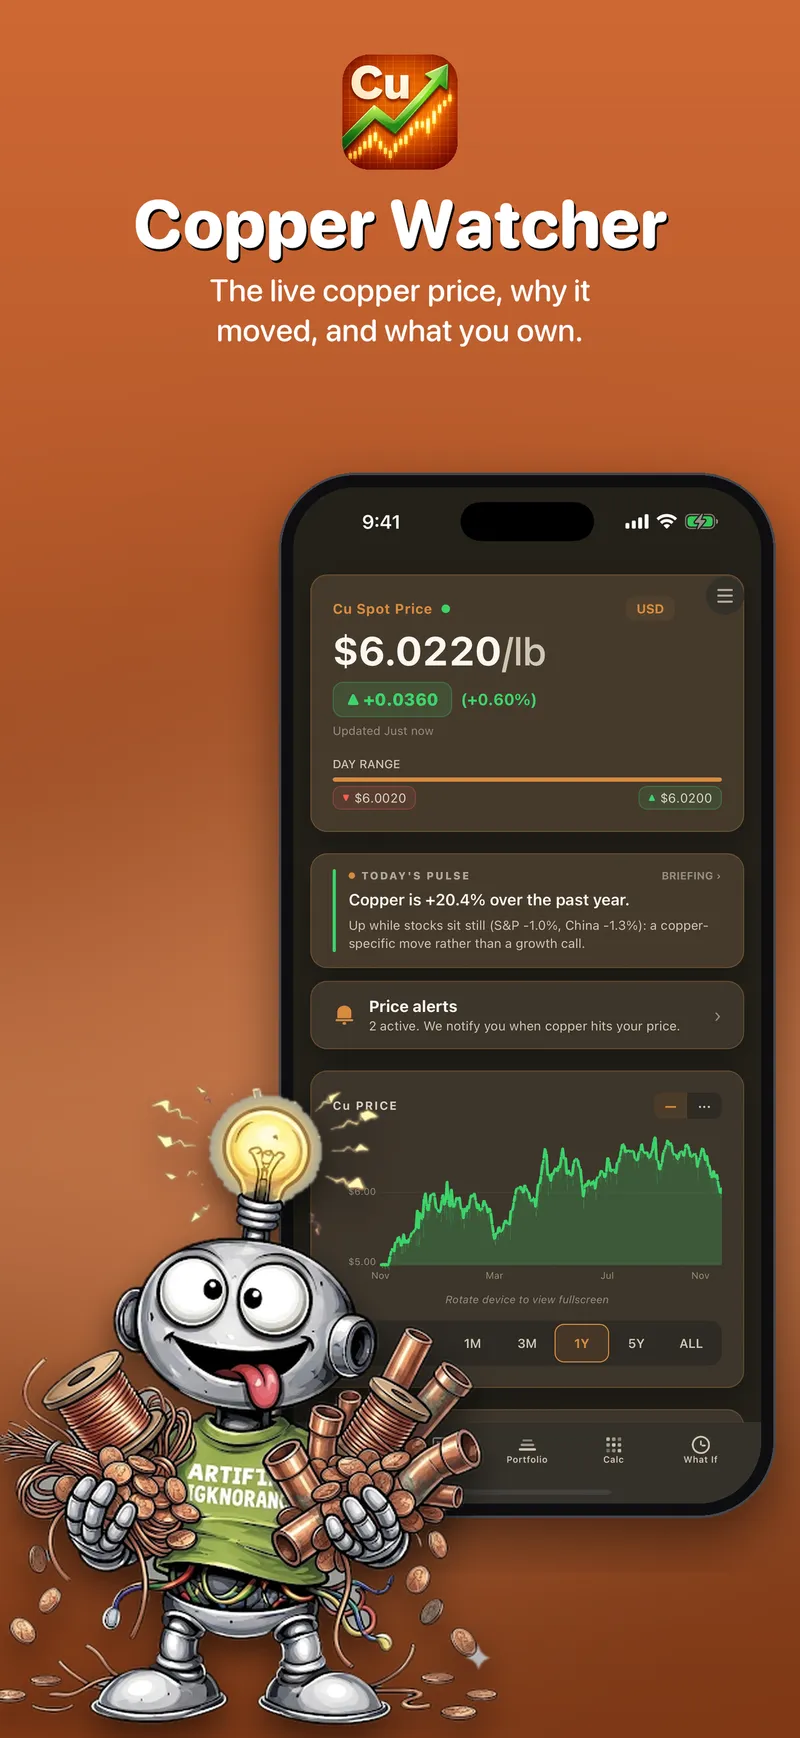 Cu
Copper Watcher
The live copper price, why it
moved, and what you own.
9:41
Cu Spot Price
USD
$6.0220/lb
+0.0360 (+0.60%)
Updated Just now
DAY RANGE
$6.0020 $6.0200
TODAY'S PULSE BRIEFING ›
Copper is +20.4% over the past year.
Up while stocks sit still (S&P -1.0%, China -1.3%): a copper-
specific move rather than a growth call.
Price alerts
2 active. We notify you when copper hits your price.
Cu PRICE
$6.00
$5.00
Nov Mar Jul Nov
Rotate device to view fullscreen
1M 3M 1Y 5Y ALL
Portfolio Calc What If
ARTIFI
IGKNORAN